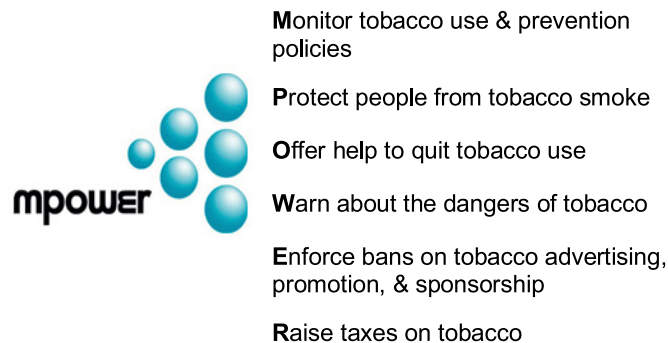 Monitor tobacco use & prevention
policies
Protect people from tobacco smoke
Offer help to quit tobacco use
mpower
Warn about the dangers of tobacco
Enforce bans on tobacco advertising,
promotion, & sponsorship
Raise taxes on tobacco